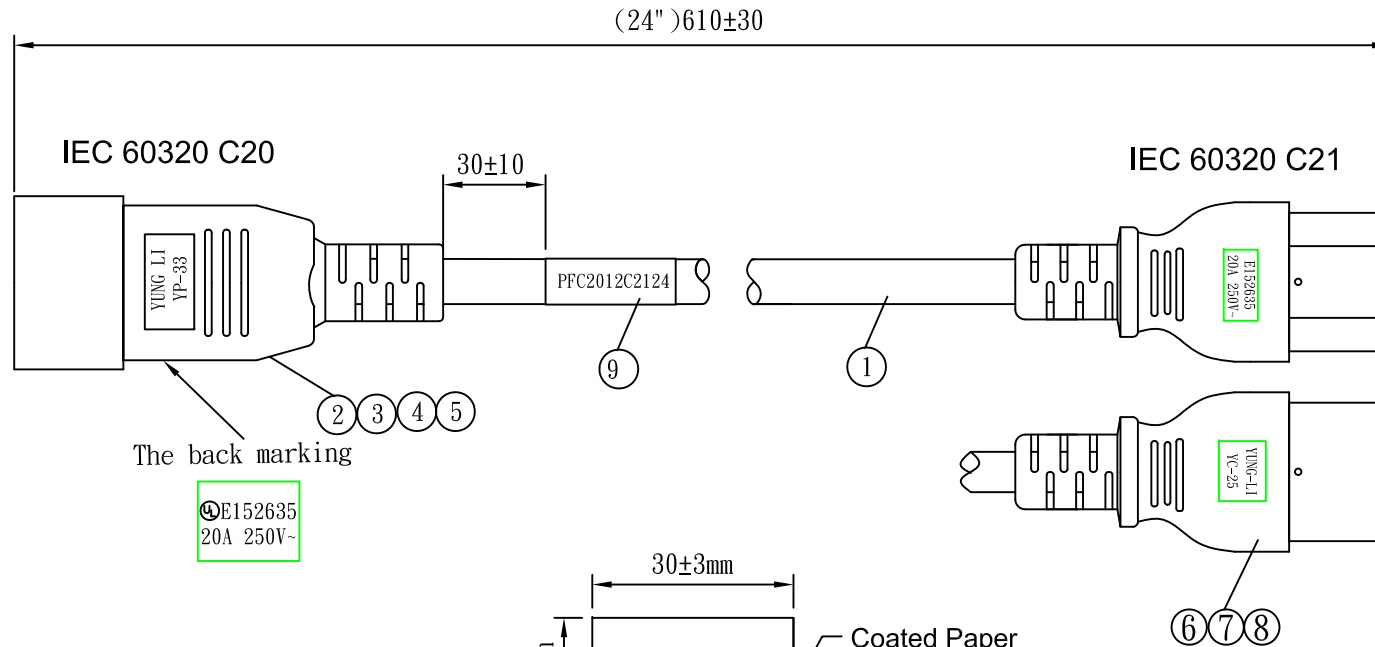 (24")610±30
IEC 60320 C20
30±10
IEC 60320 C21
YUNG LI
YP-33
PFC2012C2124
E152635
20A 250V~
9
1
2 3 4 5
The back marking
YUNG-LI
YC-25
UL E152635
20A 250V~
30±3mm
6 7 8
Coated Paper